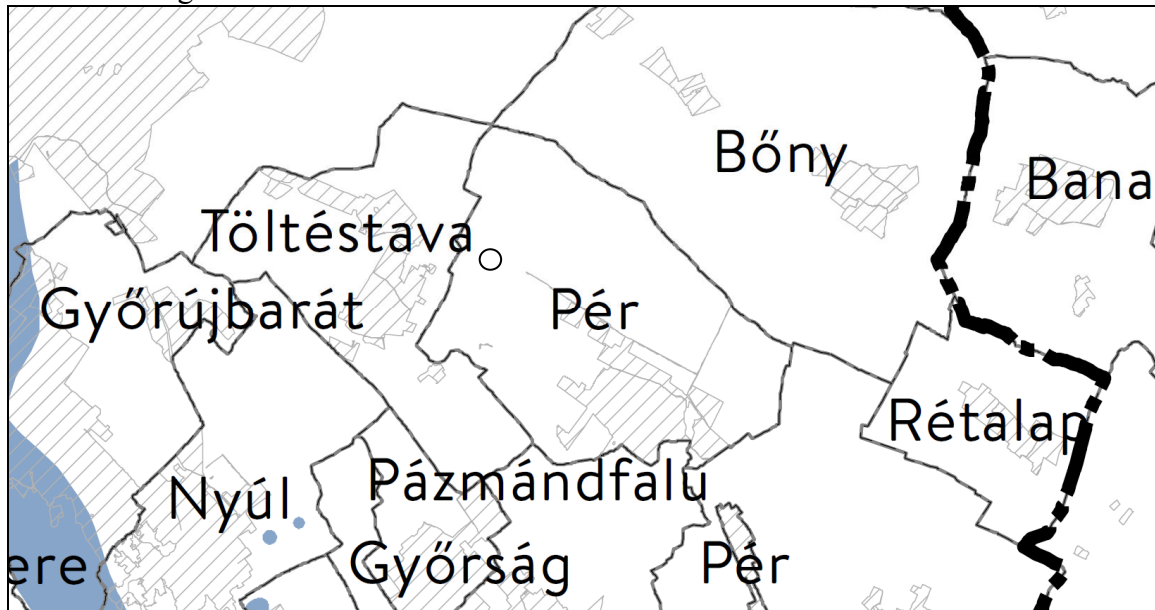 Bőny
Bana
Töltéstava
Győrújbarát
Pér
Rétalap
Nyúl
Pázmándfalu
ere
Győrság
Pér